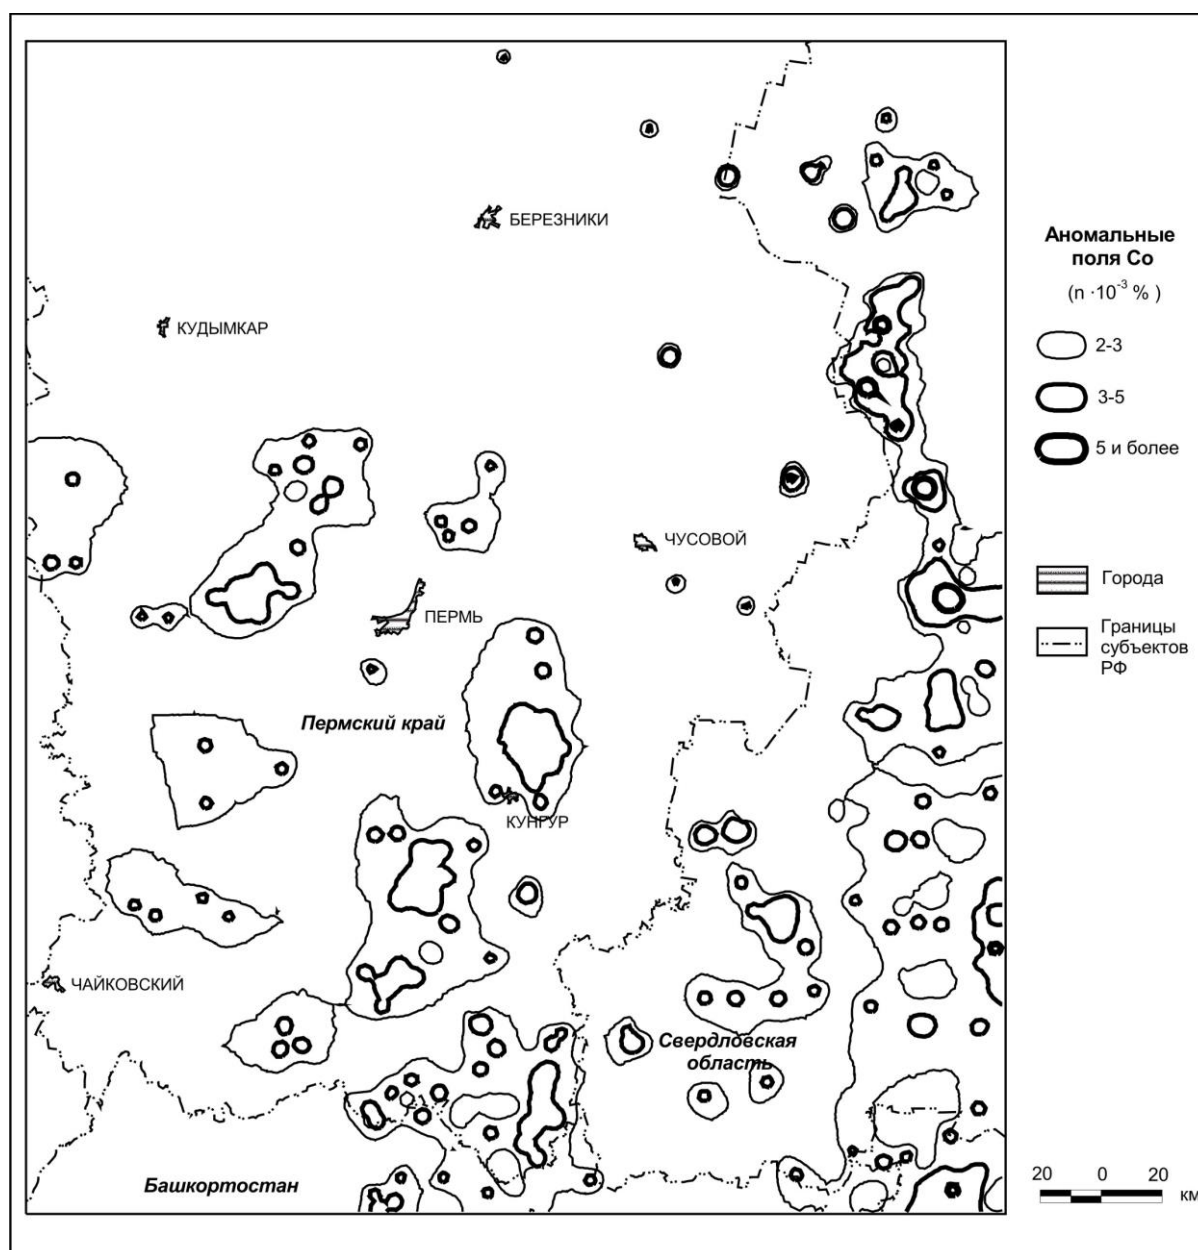 БЕРЕЗНИКИ
КУДЫМКАР
ЧУСОВОЙ
ПЕРМЬ
Пермский край
КУНГУР
ЧАЙКОВСКИЙ
Свердловская
область
Башкортостан
Аномальные
поля Co
(n ·10⁻³ % )
2-3
3-5
5 и более
Города
Границы
субъектов
РФ
20 0 20
км